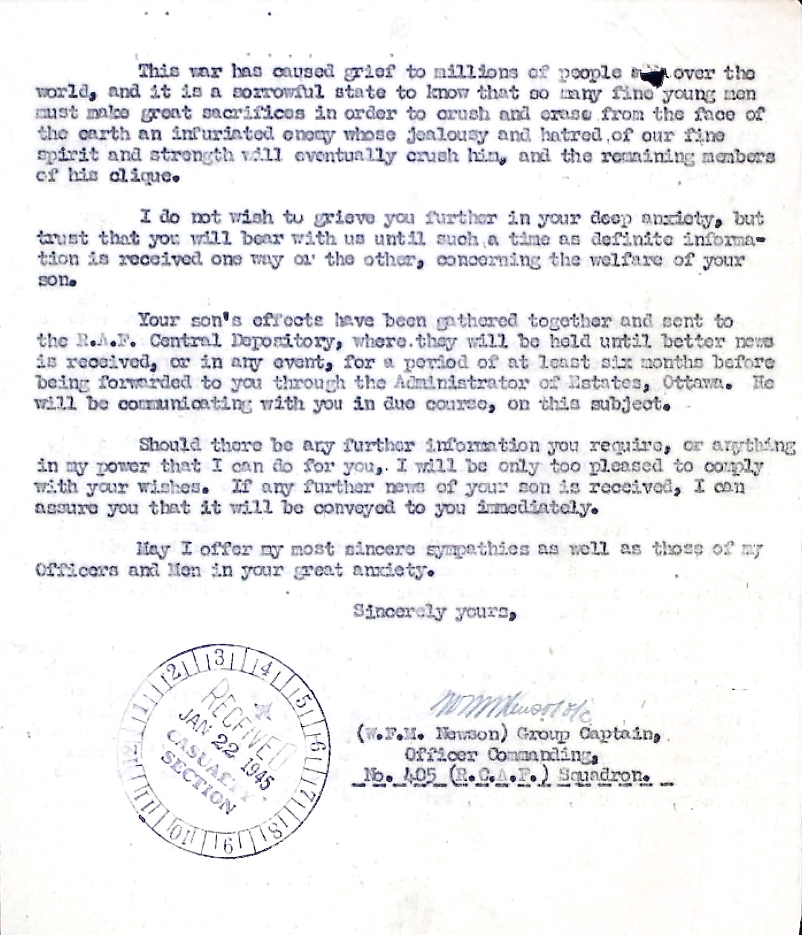 This war has caused grief to millions of people all over the
world, and it is a sorrowful state to know that so many fine young men
must make great sacrifices in order to crush and erase from the face of
the earth an infuriated enemy whose jealousy and hatred of our fine
spirit and strength will eventually crush him, and the remaining members
of his clique.
I do not wish to grieve you further in your deep anxiety, but
trust that you will bear with us until such a time as definite informa-
tion is received one way or the other, concerning the welfare of your
son.
Your son's effects have been gathered together and sent to
the R.A.F. Central Depository, where they will be held until better news
is received, or in any event, for a period of at least six months before
being forwarded to you through the Administrator of Estates, Ottawa. He
will be communicating with you in due course, on this subject.
Should there be any further information you require, or anything
in my power that I can do for you, I will be only too pleased to comply
with your wishes. If any further news of your son is received, I can
assure you that it will be conveyed to you immediately.
May I offer my most sincere sympathies as well as those of my
Officers and Men in your great anxiety.
Sincerely yours,
(W.F.M. Newson) Group Captain,
Officer Commanding,
No. 405 (R.C.A.F.) Squadron.
1 2 3 4 5 6 7 8 9 10 11 12
RECEIVED
JAN 22 1945
CASUALTY
SECTION